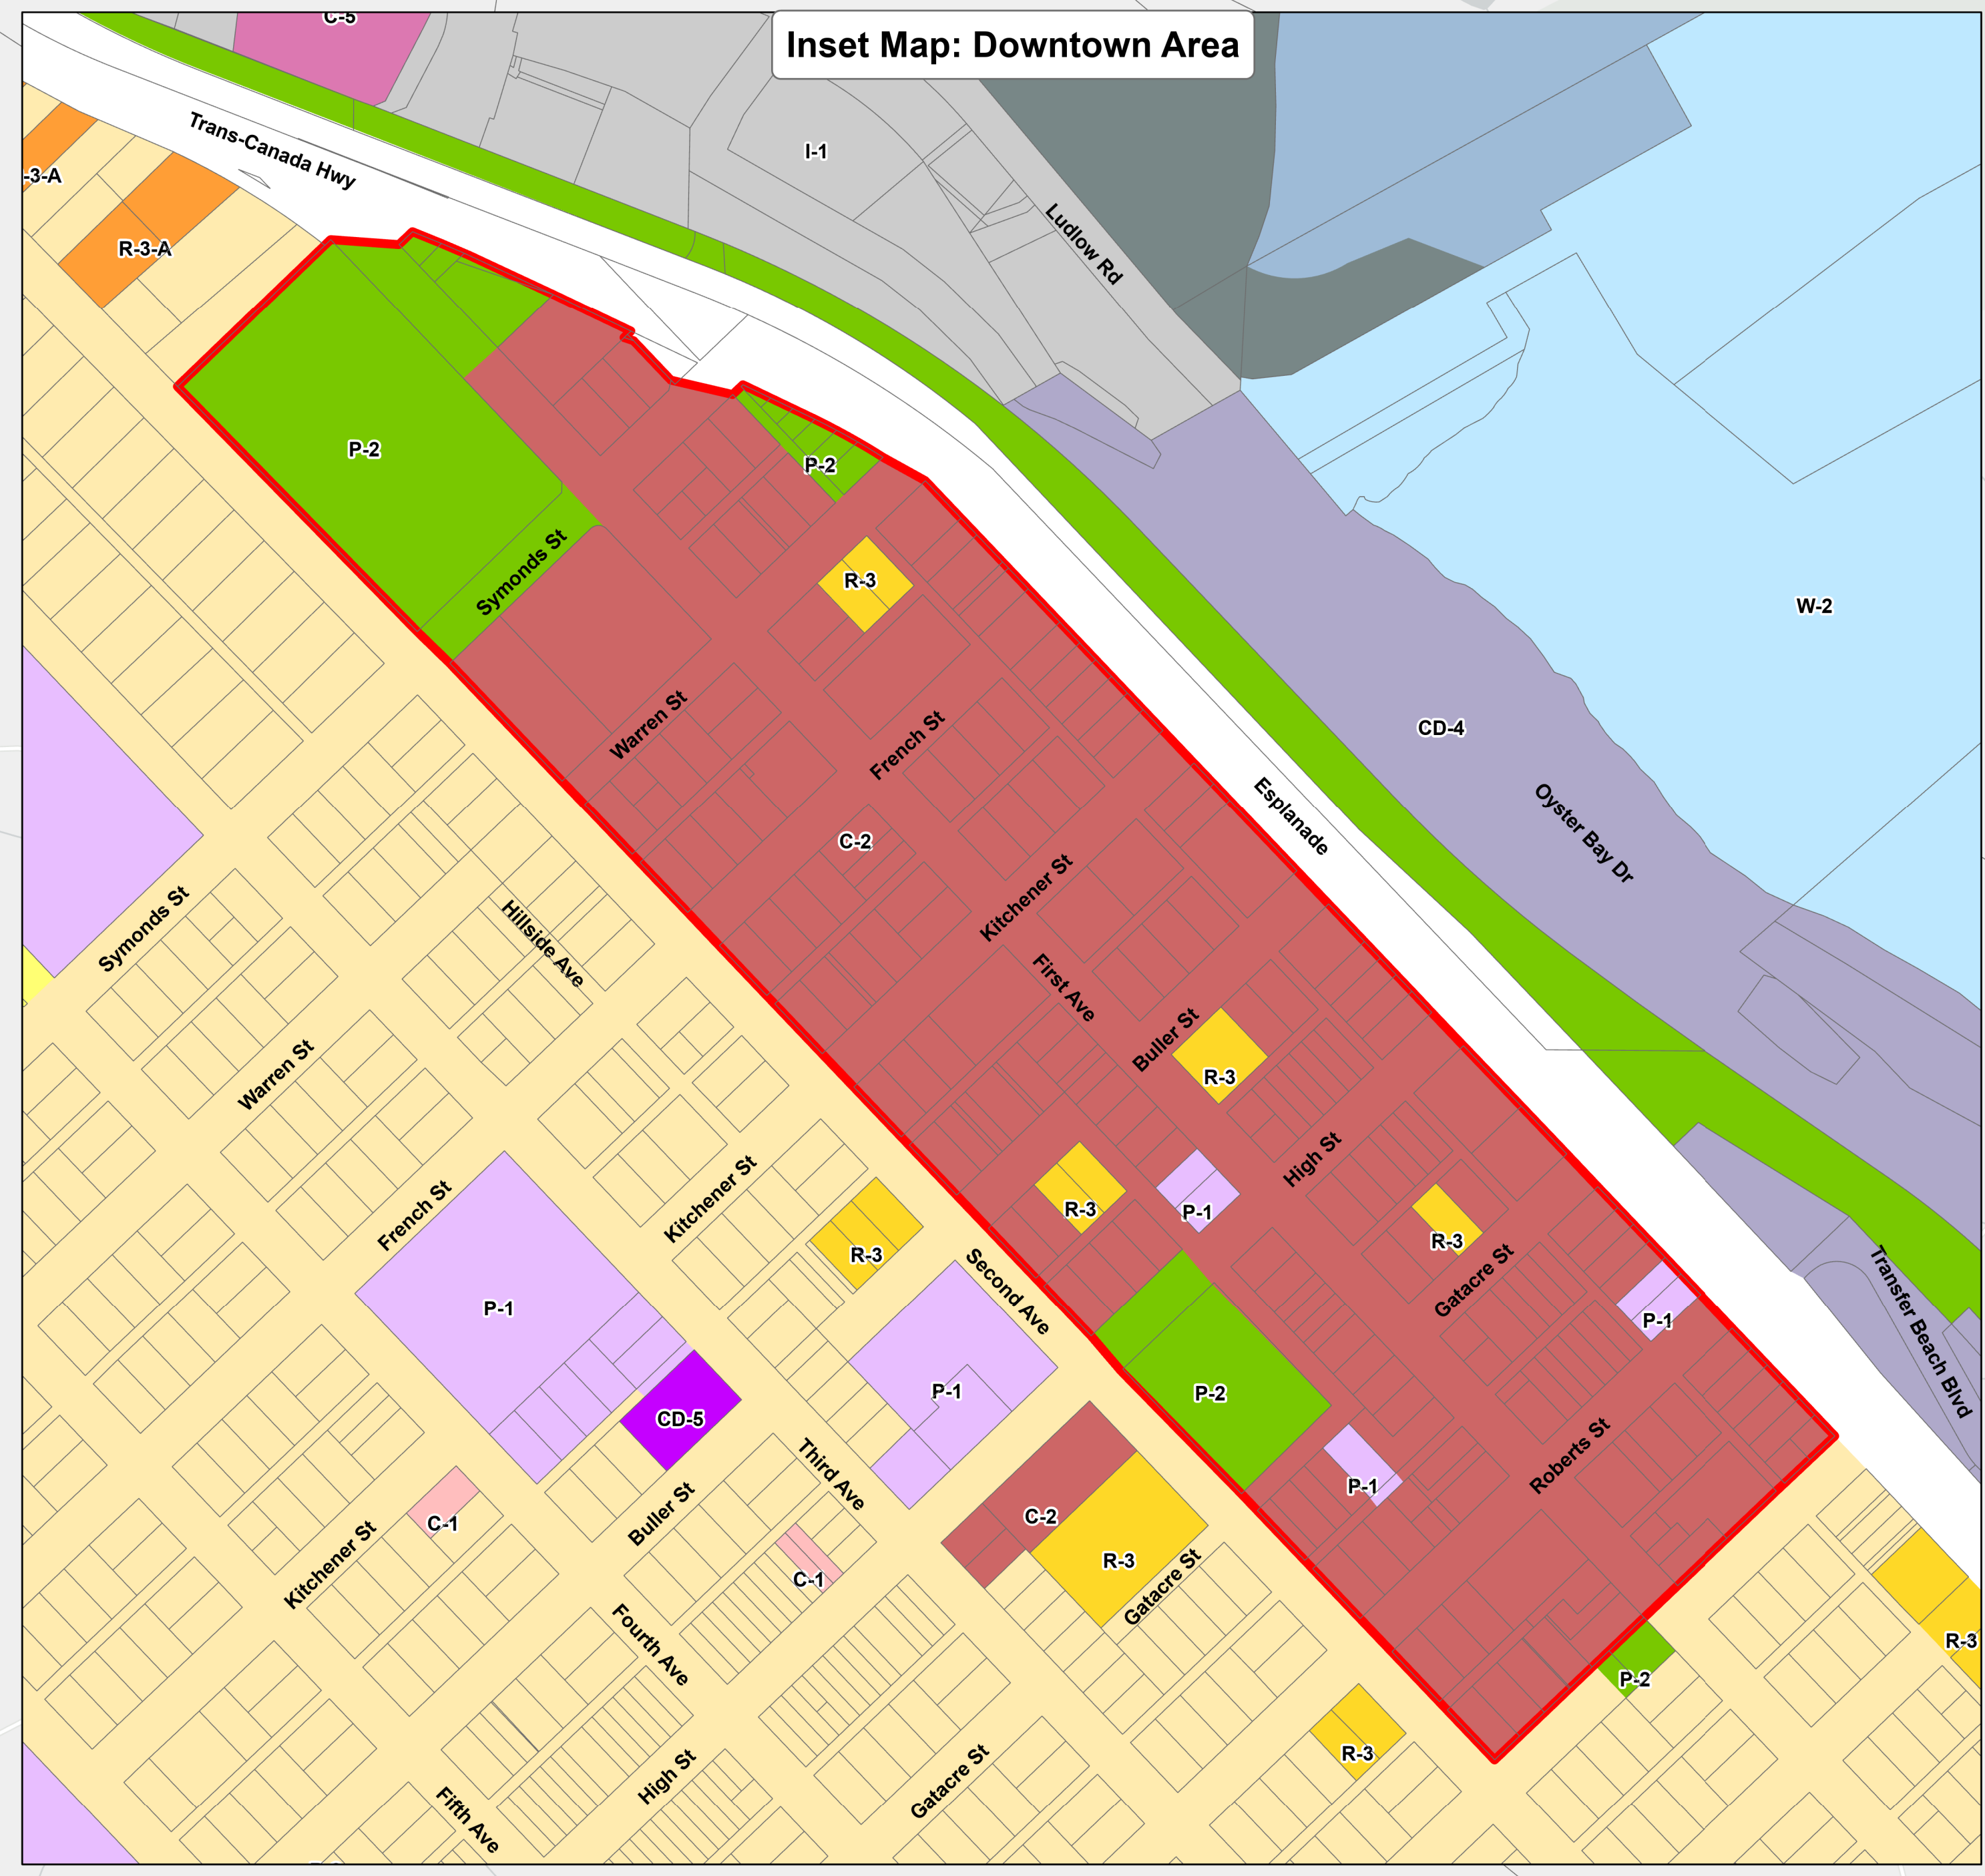 C-5
Inset Map: Downtown Area
Trans-Canada Hwy
I-1
-3-A
R-3-A
Ludlow Rd
P-2
P-2
Symonds St
R-3
W-2
Warren St
French St
CD-4
Esplanade
Oyster Bay Dr
C-2
Kitchener St
Symonds St
Hillside Ave
First Ave
Buller St
R-3
Warren St
High St
Kitchener St
French St
R-3
P-1
R-3
R-3
Second Ave
Gatacre St
P-1
P-1
Transfer Beach Blvd
P-1
P-2
CD-5
Third Ave
P-1
Roberts St
Buller St
C-2
C-1
Kitchener St
R-3
C-1
Gatacre St
Fourth Ave
R-3
P-2
R-3
High St
Gatacre St
Fifth Ave